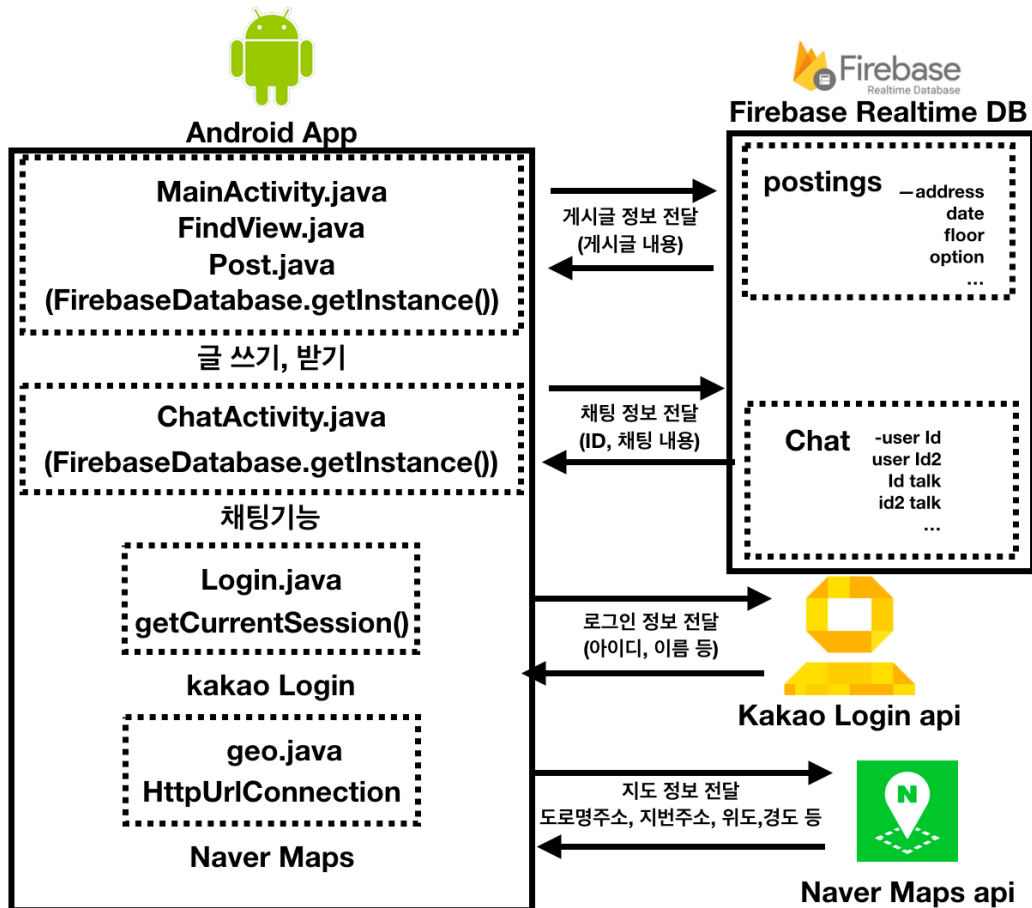 Android App
MainActivity.java
FindView.java
Post.java
(FirebaseDatabase.getInstance())
글 쓰기, 받기
ChatActivity.java
(FirebaseDatabase.getInstance())
채팅기능
Login.java
getCurrentSession()
kakao Login
geo.java
HttpUrlConnection
Naver Maps
게시글 정보 전달
(게시글 내용)
채팅 정보 전달
(ID, 채팅 내용)
로그인 정보 전달
(아이디, 이름 등)
지도 정보 전달
도로명주소, 지번주소, 위도,경도 등
Firebase
Realtime Database
Firebase Realtime DB
postings
—address
date
floor
option
...
Chat
-user Id
user Id2
Id talk
id2 talk
...
Kakao Login api
N
Naver Maps api